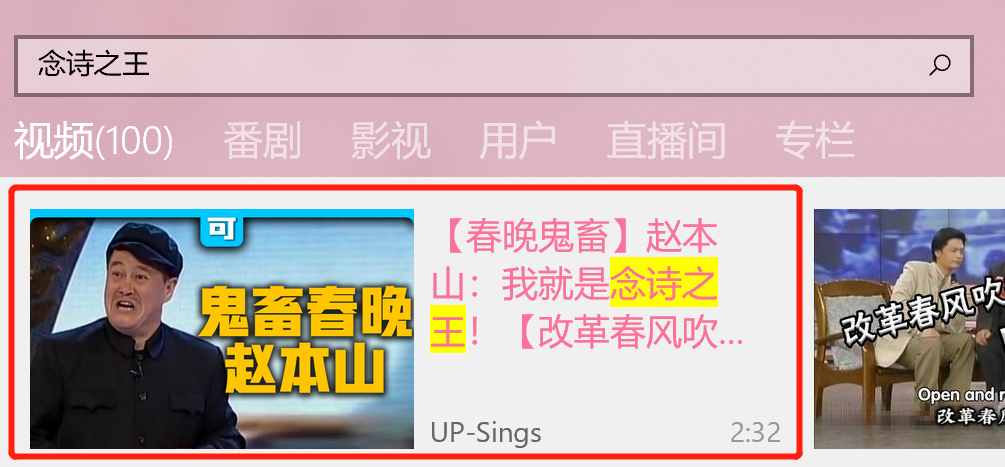 念诗之王
视频(100) 番剧 影视 用户 直播间 专栏
可
鬼畜春晚
赵本山
【春晚鬼畜】赵本
山：我就是念诗之
王！【改革春风吹...
UP-Sings 2:32
改革春风吹
Open and
改革春风